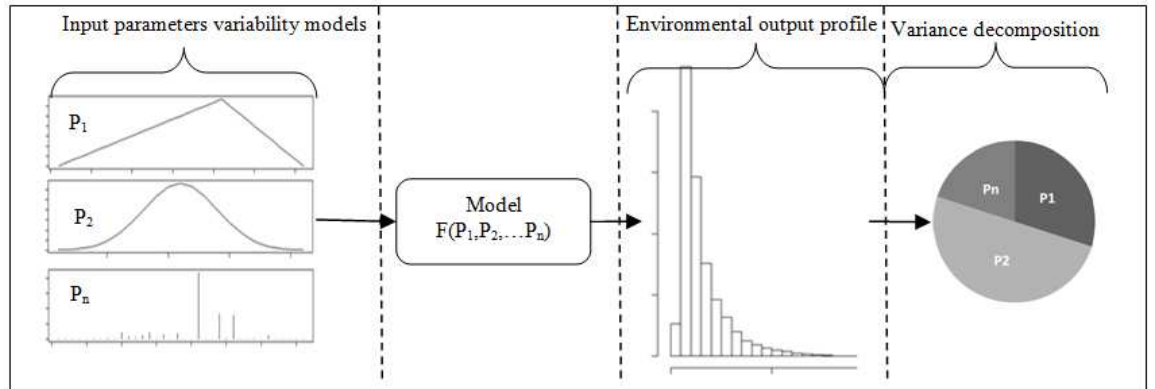 Input parameters variability models
Environmental output profile
Variance decomposition
P1
P2
Pn
Model
F(P1,P2,…Pn)
Pn
P1
P2